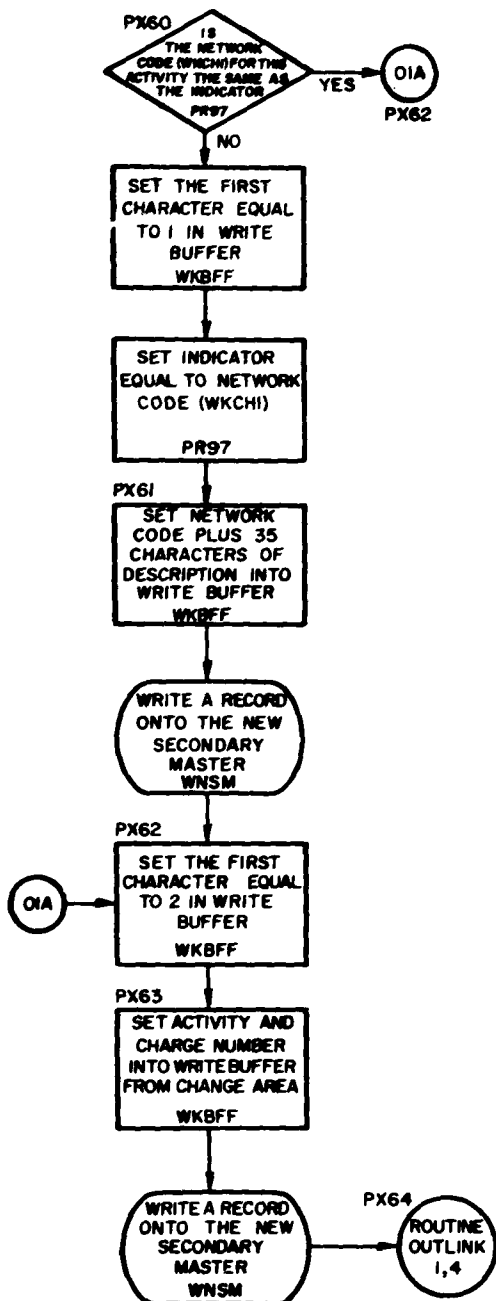 PX60
IS
THE NETWORK
CODE (WKCHI) FOR THIS
ACTIVITY THE SAME AS
THE INDICATOR
PR97
YES
01A
PX62
NO
SET THE FIRST
CHARACTER EQUAL
TO 1 IN WRITE
BUFFER
WKBFF
SET INDICATOR
EQUAL TO NETWORK
CODE (WKCHI)
PR97
PX61
SET NETWORK
CODE PLUS 35
CHARACTERS OF
DESCRIPTION INTO
WRITE BUFFER
WKBFF
WRITE A RECORD
ONTO THE NEW
SECONDARY
MASTER
WNSM
PX62
SET THE FIRST
CHARACTER EQUAL
TO 2 IN WRITE
BUFFER
WKBFF
01A
PX63
SET ACTIVITY AND
CHARGE NUMBER
INTO WRITE BUFFER
FROM CHANGE AREA
WKBFF
WRITE A RECORD
ONTO THE NEW
SECONDARY
MASTER
WNSM
PX64
ROUTINE
OUTLINK
1,4